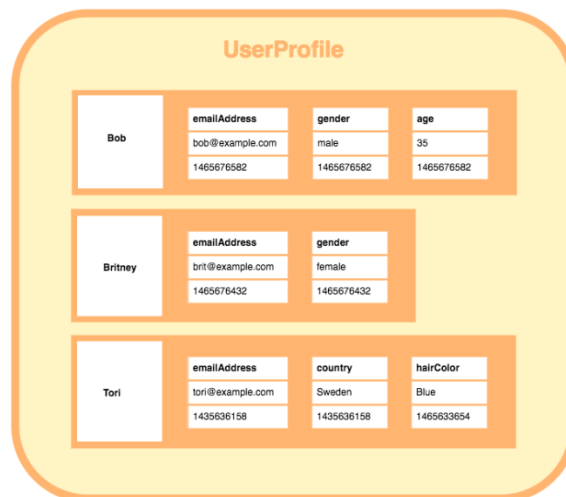 UserProfile
Bob
emailAddress gender age
bob@example.com male 35
1465676582 1465676582 1465676582
Britney
emailAddress gender
brit@example.com female
1465676432 1465676432
Tori
emailAddress country hairColor
tori@example.com Sweden Blue
1435636158 1435636158 1465633654